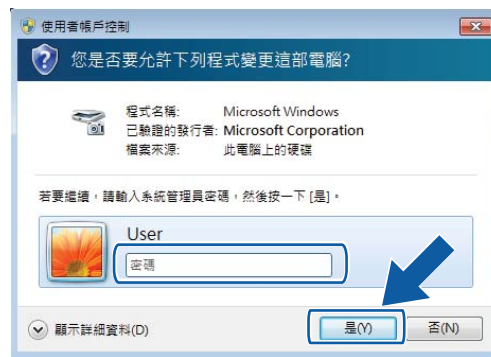 使用者帳戶控制
您是否要允許下列程式變更這部電腦?
程式名稱: Microsoft Windows
已驗證的發行者: Microsoft Corporation
檔案來源: 此電腦上的硬碟
若要繼續，請輸入系統管理員密碼，然後按一下 [是]。
User
密碼
顯示詳細資料(D)
是(Y)
否(N)